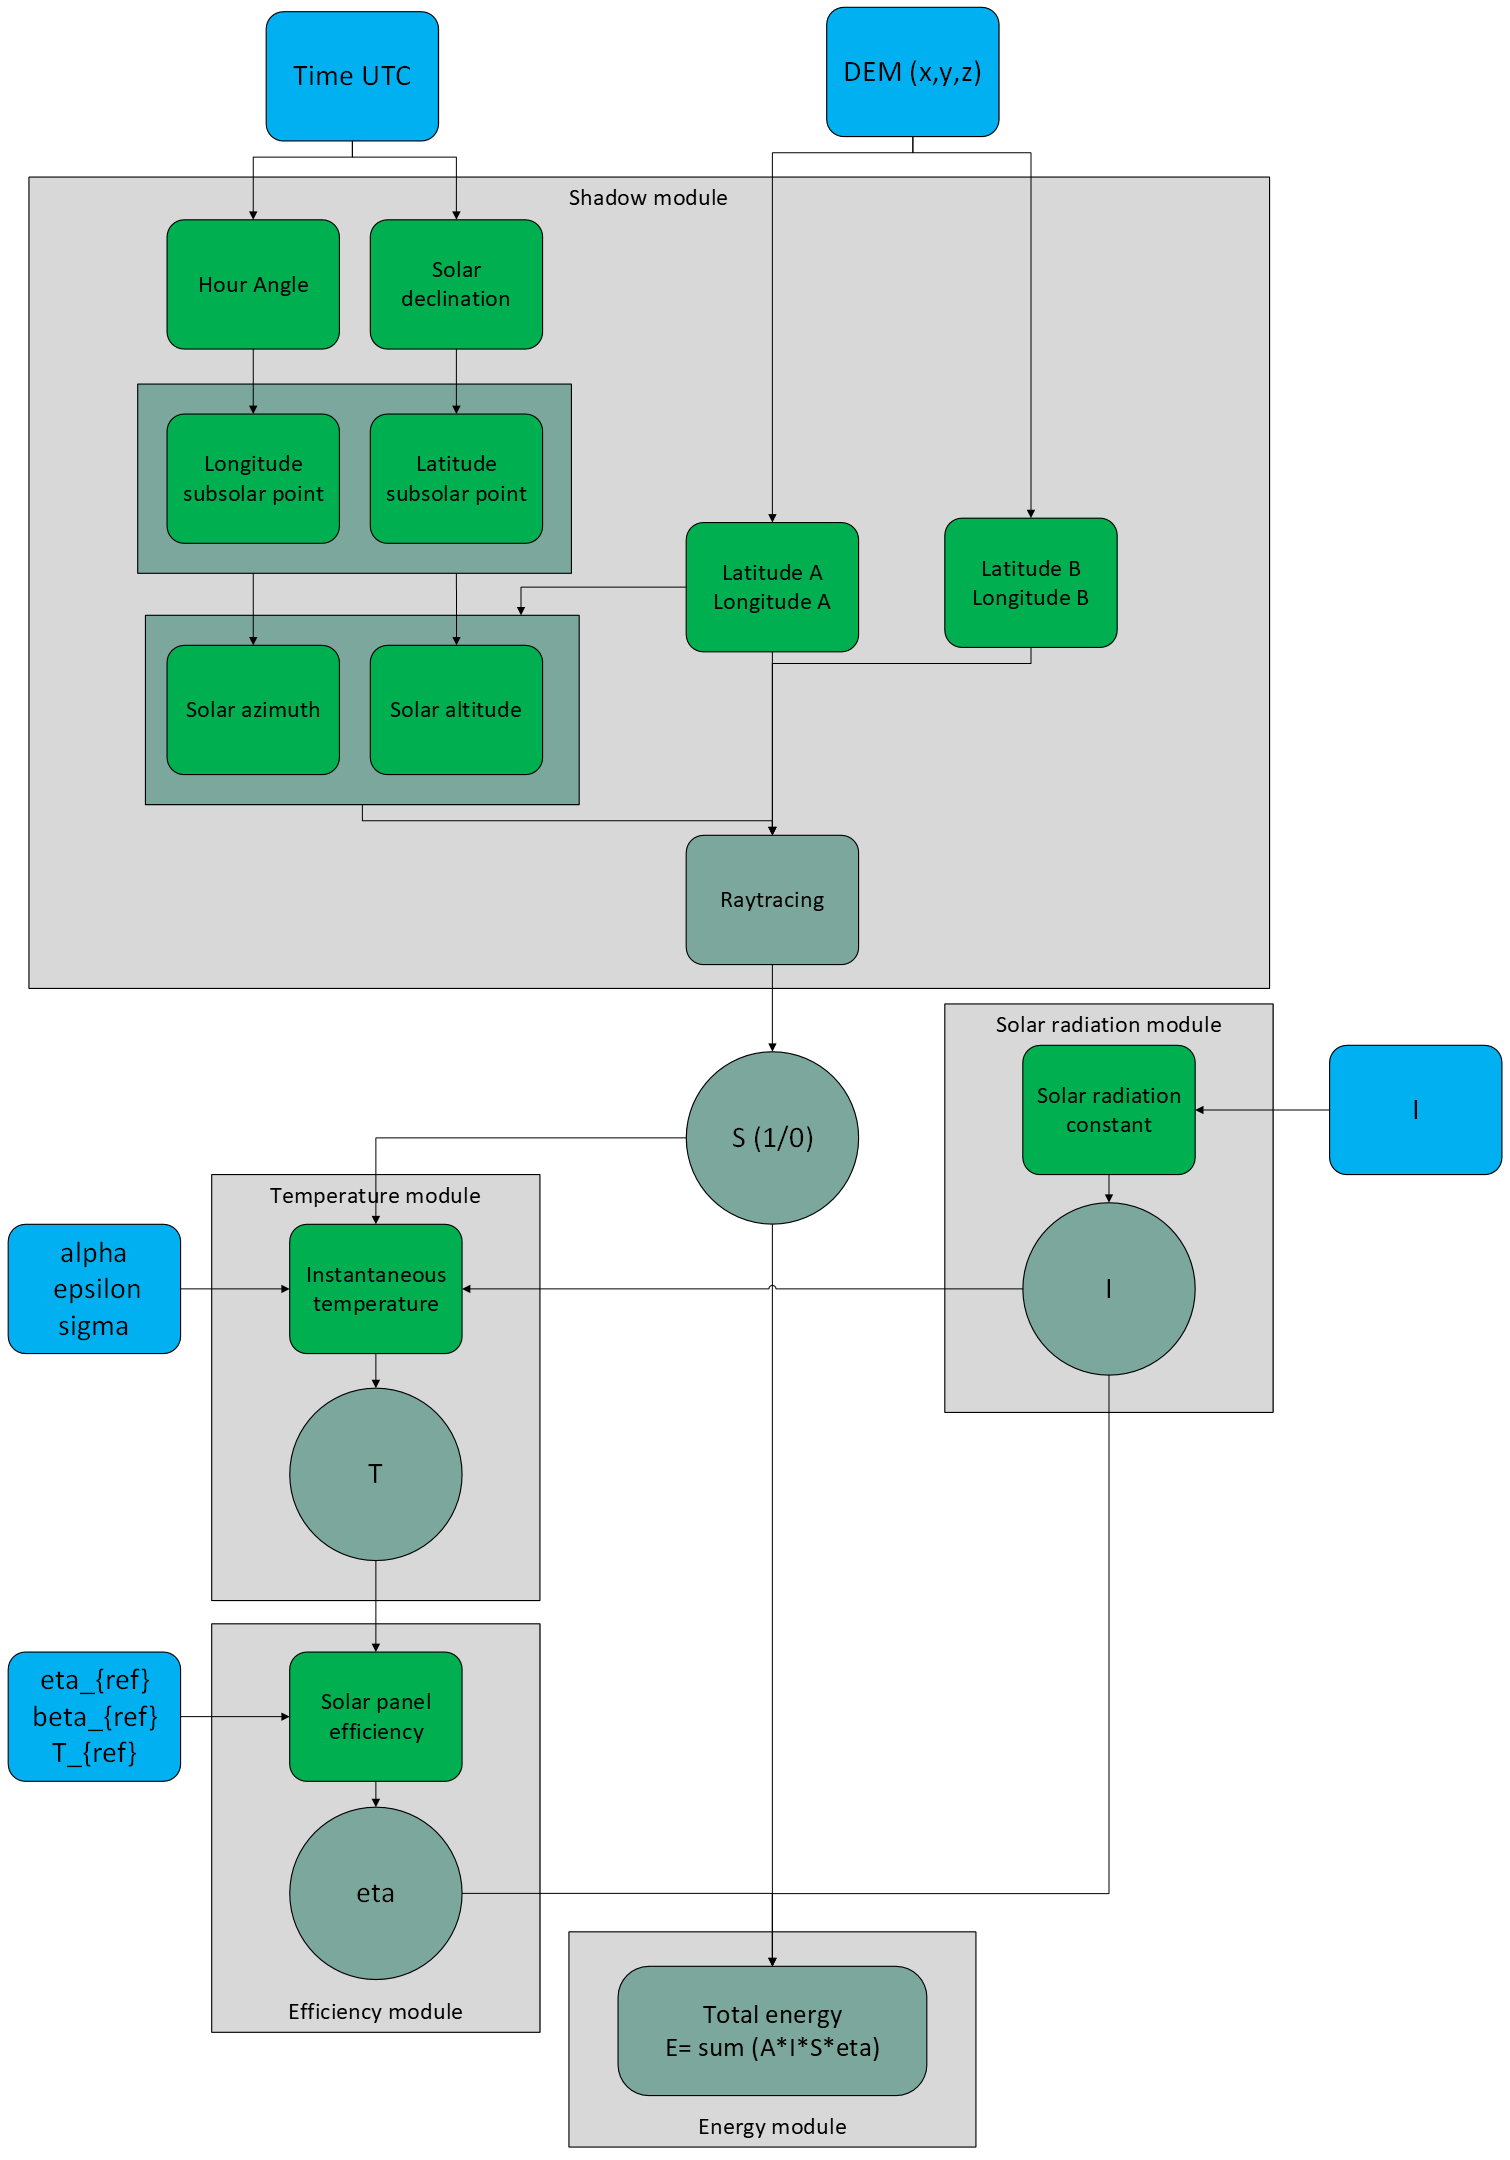 Time UTC
DEM (x,y,z)
Shadow module
Hour Angle
Solar
declination
Longitude
subsolar point
Latitude
subsolar point
Latitude A
Longitude A
Latitude B
Longitude B
Solar azimuth
Solar altitude
Raytracing
Solar radiation module
Solar radiation
constant
I
S (1/0)
Temperature module
alpha
epsilon
sigma
Instantaneous
temperature
I
T
eta_{ref}
beta_{ref}
T_{ref}
Solar panel
efficiency
eta
Efficiency module
Total energy
E= sum (A*I*S*eta)
Energy module